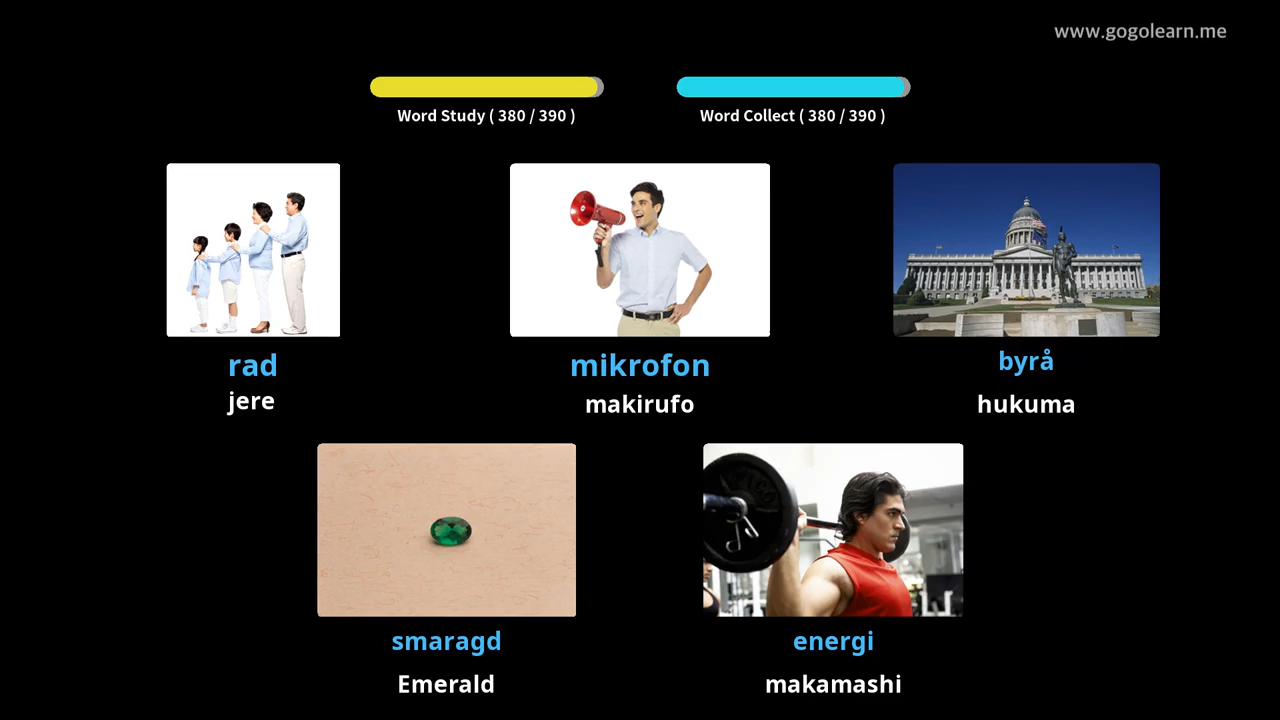 www.gogolearn.me
Word Study ( 380 / 390 )
Word Collect ( 380 / 390 )
rad
jere
mikrofon
makirufo
byrå
hukuma
smaragd
Emerald
energi
makamashi